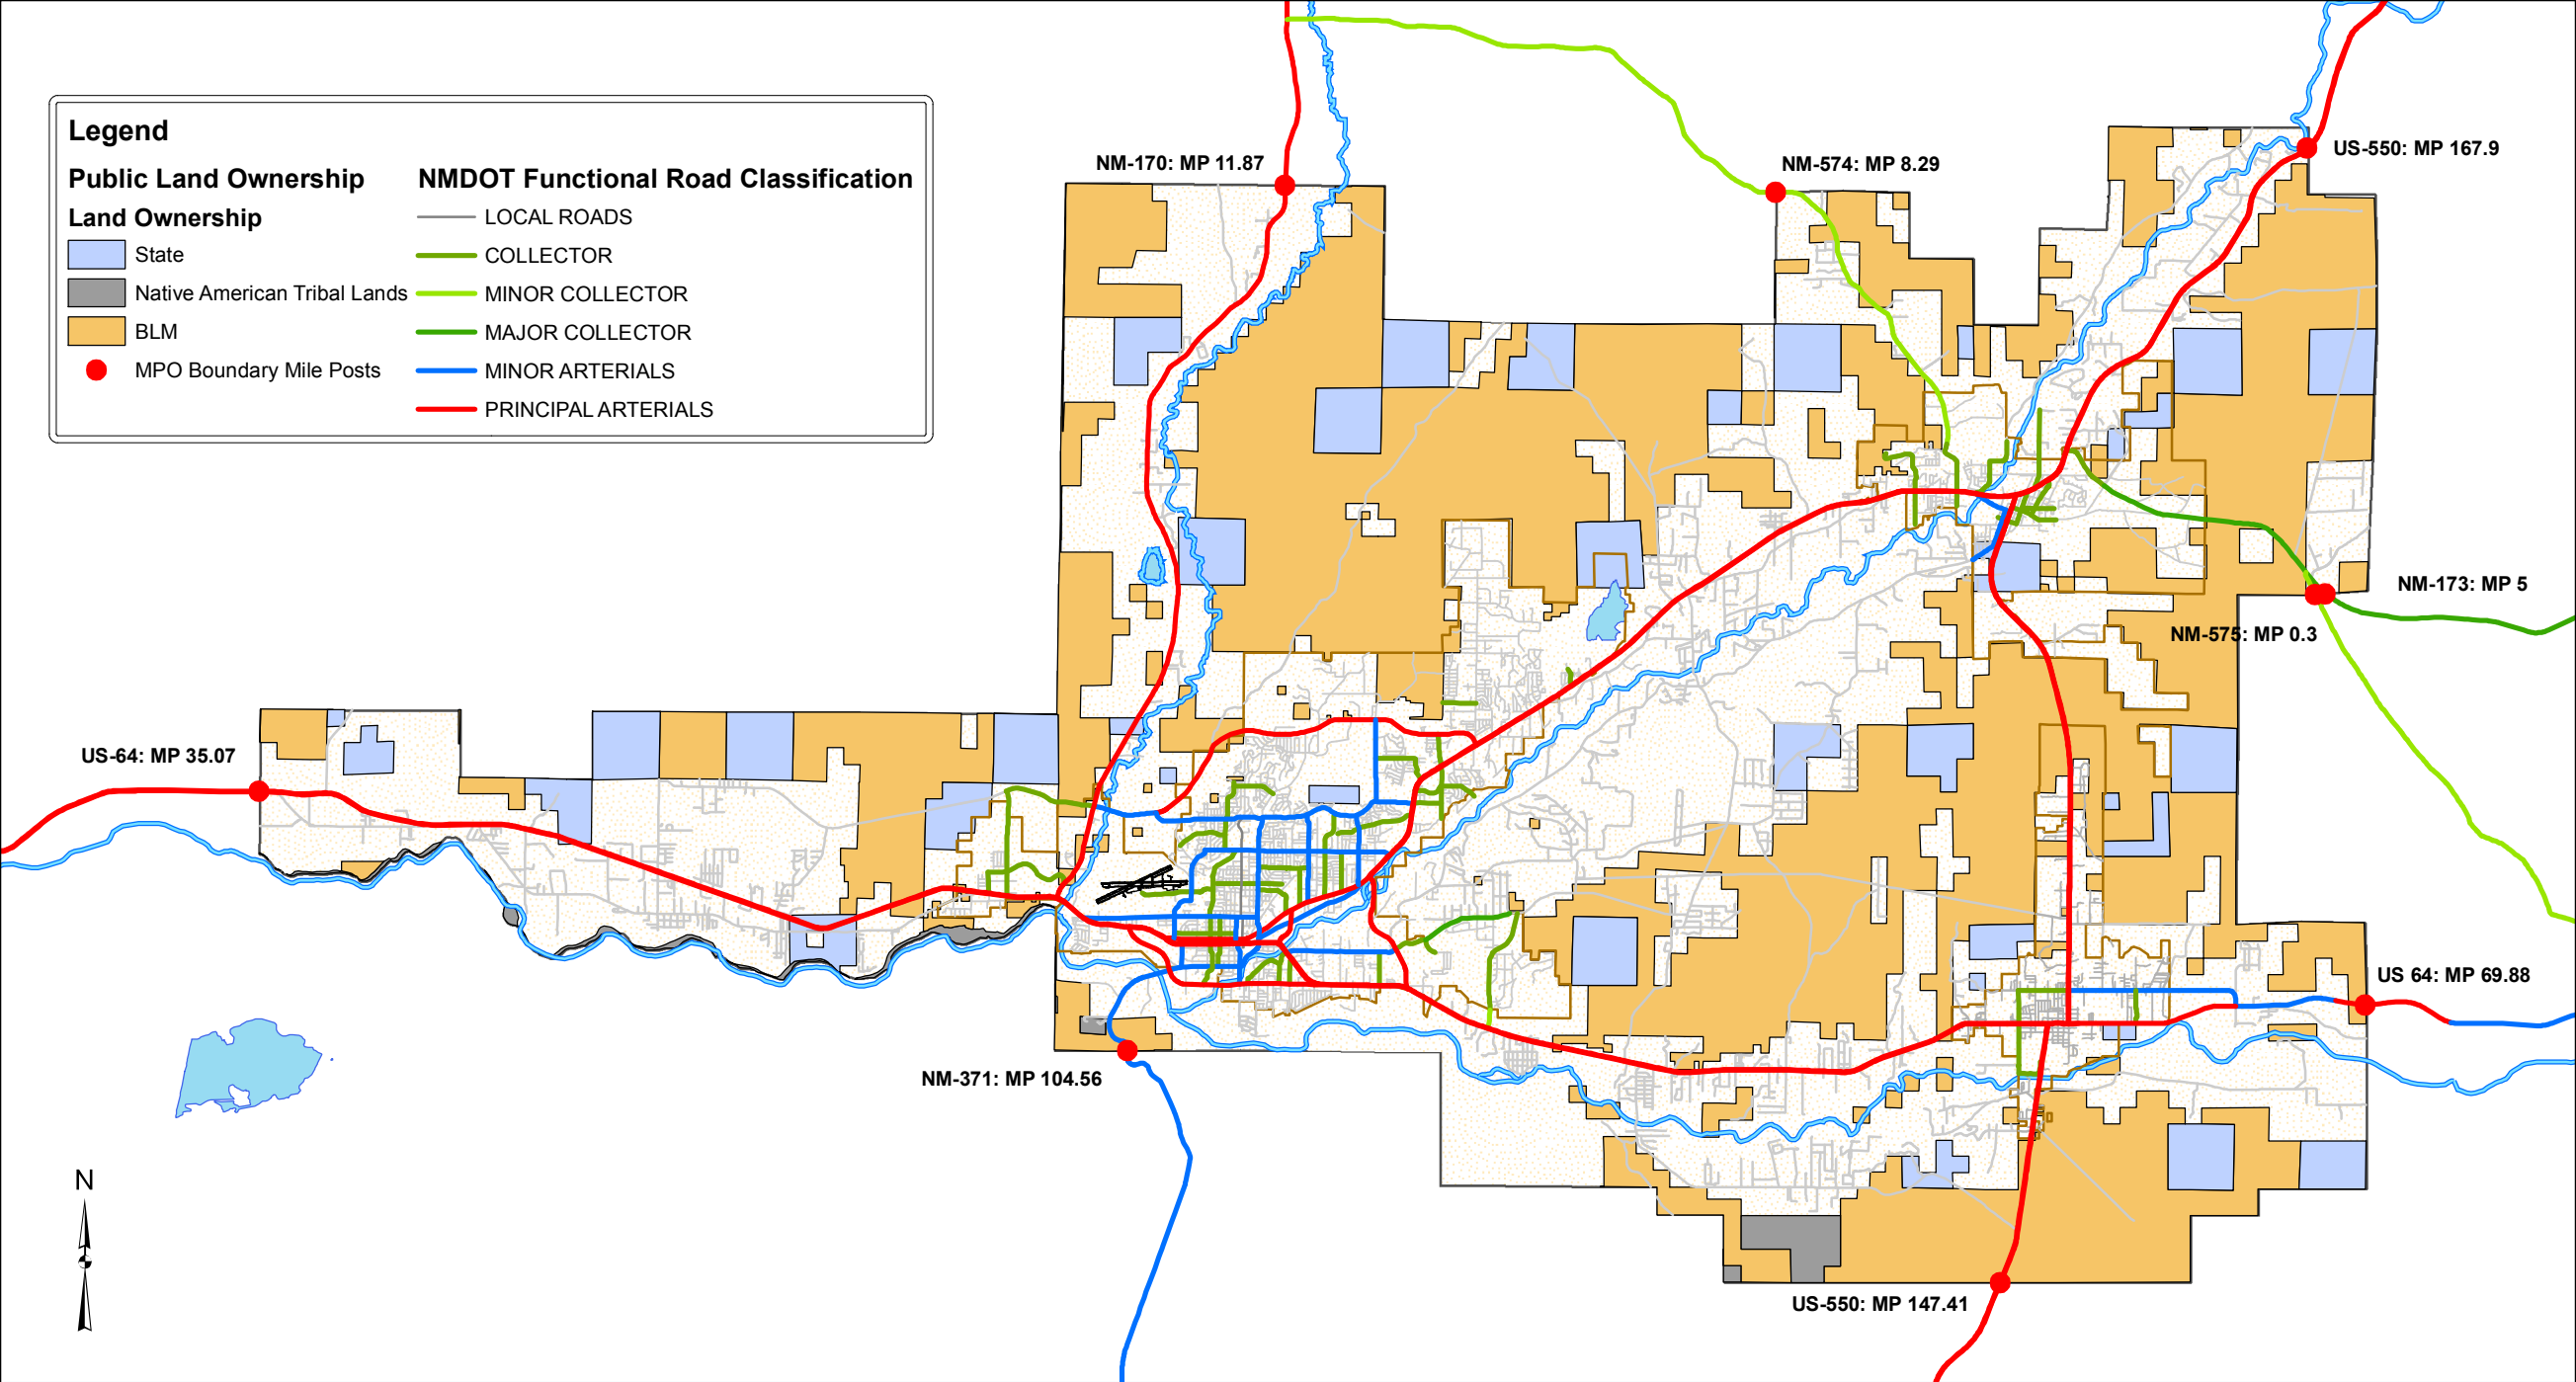 Legend
Public Land Ownership
Land Ownership
State
Native American Tribal Lands
BLM
MPO Boundary Mile Posts
NMDOT Functional Road Classification
LOCAL ROADS
COLLECTOR
MINOR COLLECTOR
MAJOR COLLECTOR
MINOR ARTERIALS
PRINCIPAL ARTERIALS
NM-170: MP 11.87
NM-574: MP 8.29
US-550: MP 167.9
NM-173: MP 5
NM-575: MP 0.3
US-64: MP 35.07
US 64: MP 69.88
NM-371: MP 104.56
N
US-550: MP 147.41